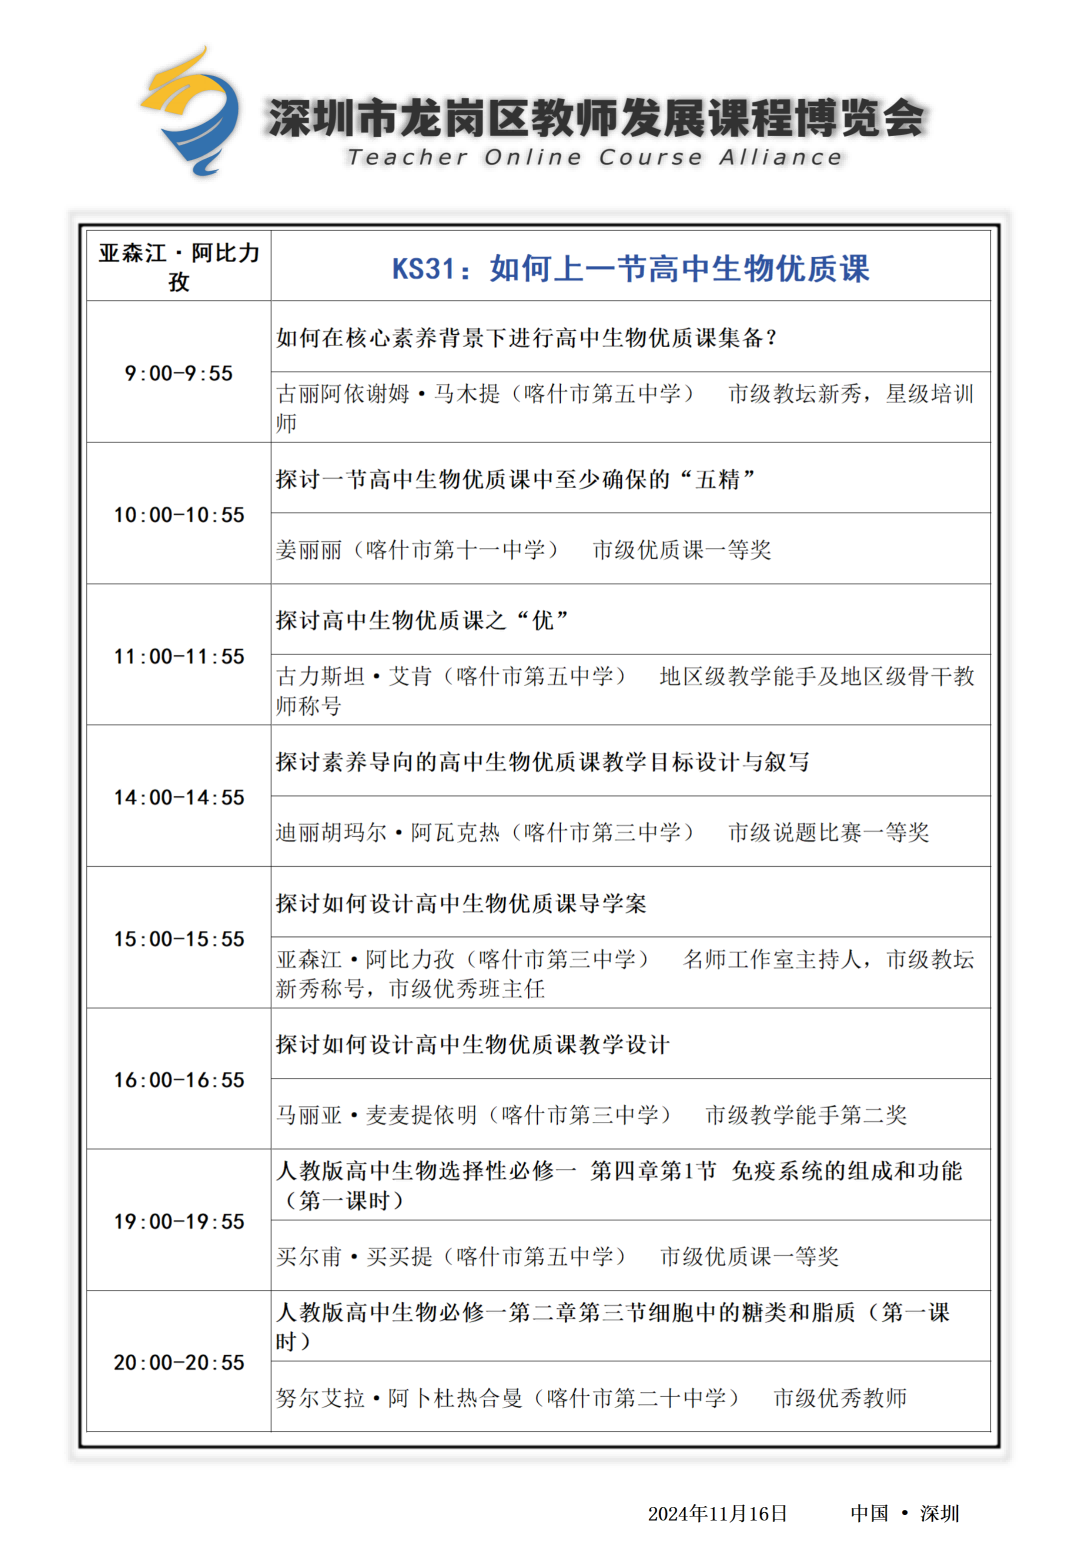 深圳市龙岗区教师发展课程博览会
Teacher Online Course Alliance
亚森江·阿比力
孜
KS31：如何上一节高中生物优质课
9:00-9:55
如何在核心素养背景下进行高中生物优质课集备？
古丽阿依谢姆·马木提（喀什市第五中学） 市级教坛新秀，星级培训
师
10:00-10:55
探讨一节高中生物优质课中至少确保的“五精”
姜丽丽（喀什市第十一中学） 市级优质课一等奖
11:00-11:55
探讨高中生物优质课之“优”
古力斯坦·艾肯（喀什市第五中学） 地区级教学能手及地区级骨干教
师称号
14:00-14:55
探讨素养导向的高中生物优质课教学目标设计与叙写
迪丽胡玛尔·阿瓦克热（喀什市第三中学） 市级说题比赛一等奖
15:00-15:55
探讨如何设计高中生物优质课导学案
亚森江·阿比力孜（喀什市第三中学） 名师工作室主持人，市级教坛
新秀称号，市级优秀班主任
16:00-16:55
探讨如何设计高中生物优质课教学设计
马丽亚·麦麦提依明（喀什市第三中学） 市级教学能手第二奖
19:00-19:55
人教版高中生物选择性必修一 第四章第1节 免疫系统的组成和功能
（第一课时）
买尔甫·买买提（喀什市第五中学） 市级优质课一等奖
20:00-20:55
人教版高中生物必修一第二章第三节细胞中的糖类和脂质（第一课
时）
努尔艾拉·阿卜杜热合曼（喀什市第二十中学） 市级优秀教师
2024年11月16日 中国 · 深圳